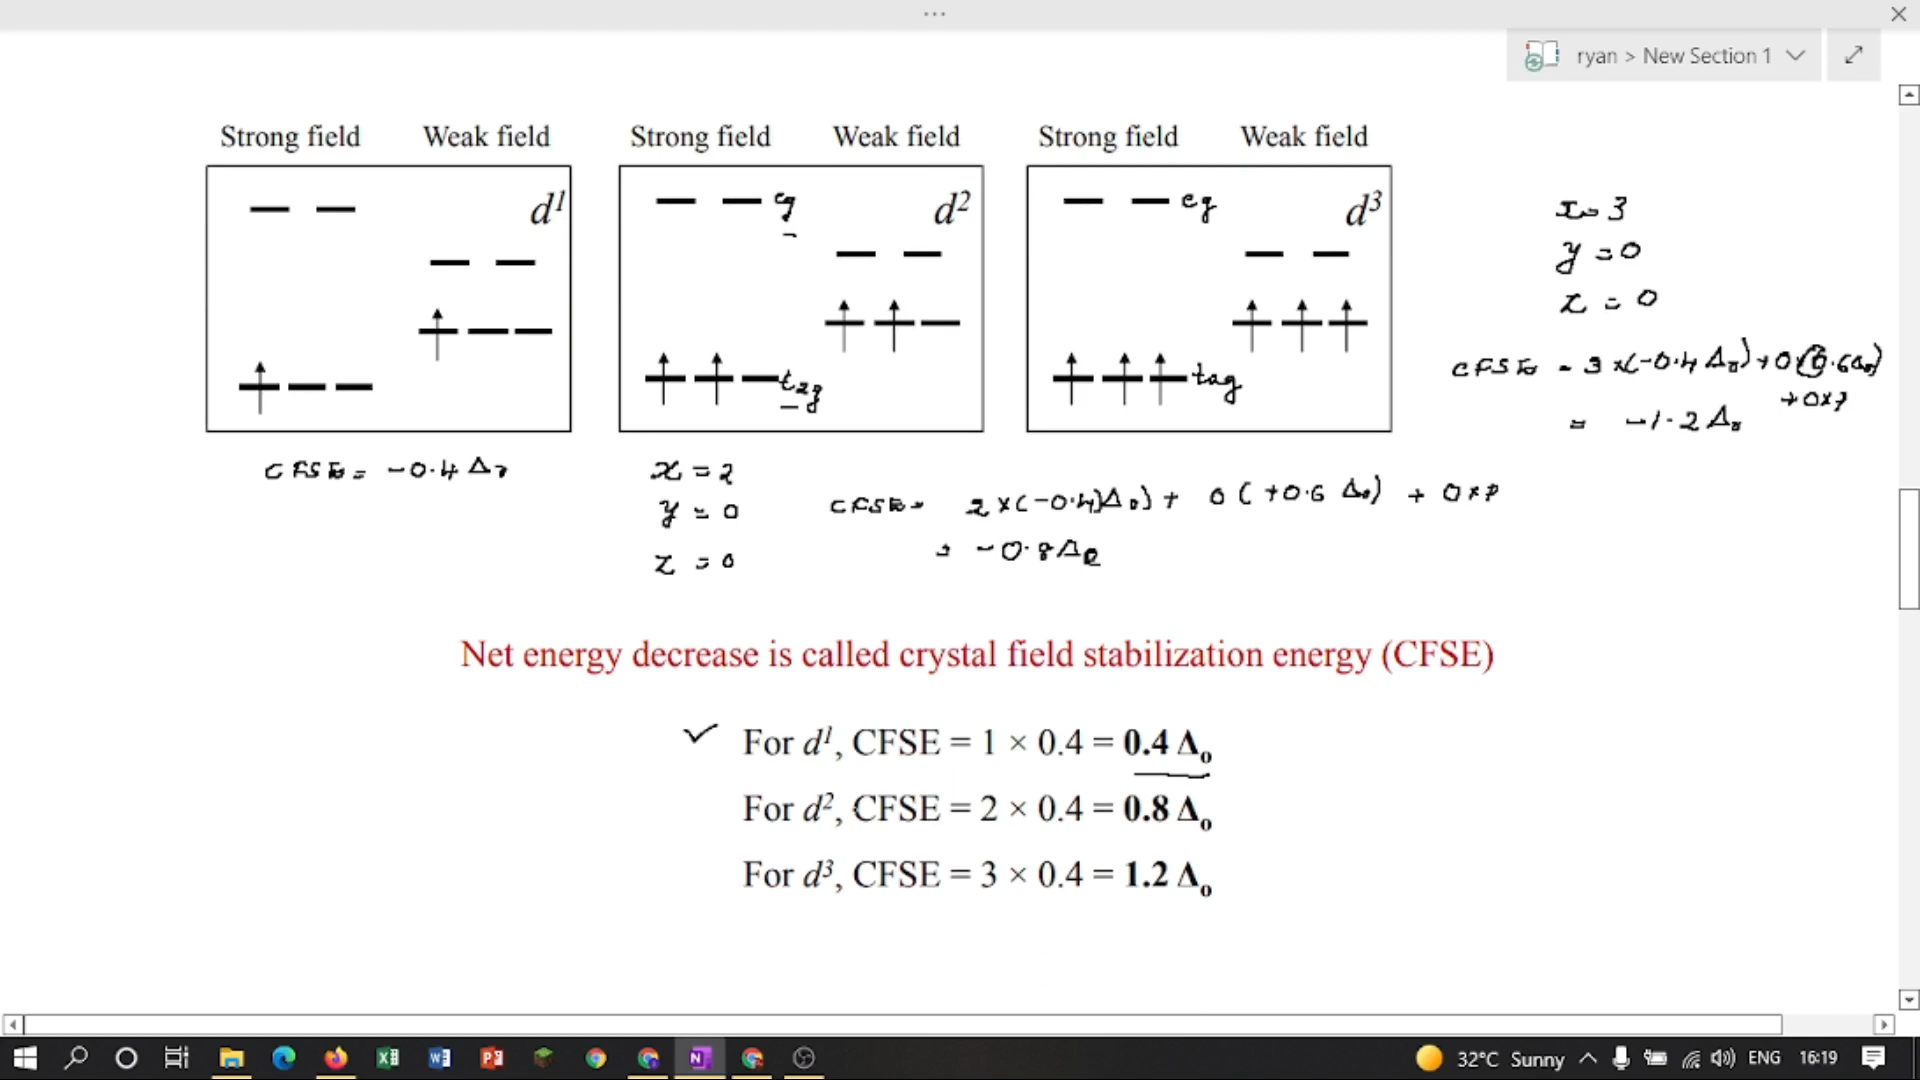 ryan > New Section 1
Strong field Weak field Strong field Weak field Strong field Weak field
d1
eg d2
eg d3
x = 3
y = 0
z = 0
t2g
t2g
CFSE = 3 x (-0.4 Δo) + 0 x (0.6Δo)
+ 0xP
= -1.2 Δo
CFSE = -0.4 Δo
x = 2
y = 0
z = 0
CFSE = 2 x (-0.4)Δo) + 0 ( +0.6 Δo) + 0xP
= -0.8Δo
Net energy decrease is called crystal field stabilization energy (CFSE)
✓ For d1, CFSE = 1 × 0.4 = 0.4 Δo
For d2, CFSE = 2 × 0.4 = 0.8 Δo
For d3, CFSE = 3 × 0.4 = 1.2 Δo
32°C Sunny ENG 16:19